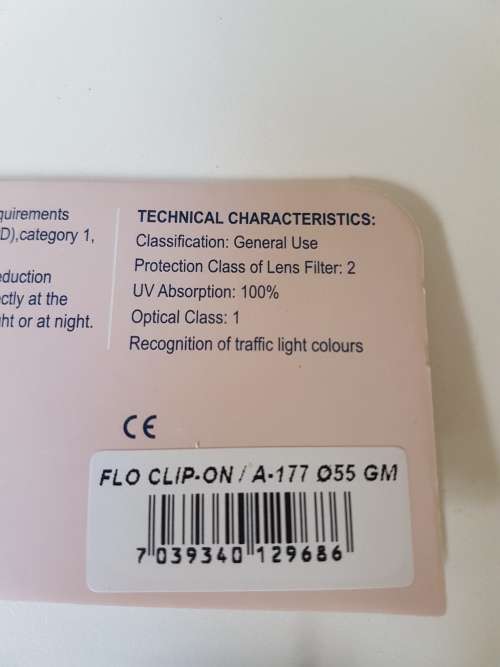 quirements
D),category 1,
eduction
ectly at the
ht or at night.
TECHNICAL CHARACTERISTICS:
Classification: General Use
Protection Class of Lens Filter: 2
UV Absorption: 100%
Optical Class: 1
Recognition of traffic light colours
CE
FLO CLIP-ON / A-177 Ø55 GM
7 039340 129686